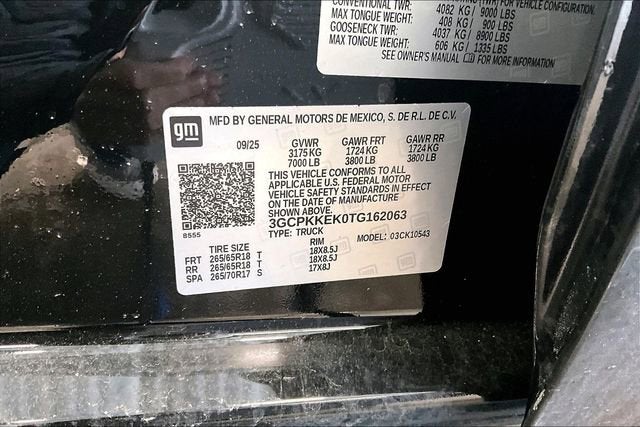 CONVENTIONAL TWR: 4082 KG / 9000 LBS
MAX TONGUE WEIGHT: 408 KG / 900 LBS
GOOSENECK TWR: 4037 KG / 8900 LBS
MAX TONGUE WEIGHT: 606 KG / 1335 LBS
SEE OWNER'S MANUAL FOR MORE INFORMATION
gm MFD BY GENERAL MOTORS DE MEXICO, S. DE R.L. DE C.V.
09/25 GVWR GAWR FRT GAWR RR
3175 KG 1724 KG 1724 KG
7000 LB 3800 LB 3800 LB
THIS VEHICLE CONFORMS TO ALL
APPLICABLE U.S. FEDERAL MOTOR
VEHICLE SAFETY STANDARDS IN EFFECT
ON THE DATE OF MANUFACTURE
SHOWN ABOVE.
3GCPKKEK0TG162063
8555
TYPE: TRUCK MODEL: 03CK10543
TIRE SIZE RIM
FRT 265/65R18 T 18X8.5J
RR 265/65R18 T 18X8.5J
SPA 265/70R17 S 17X8J